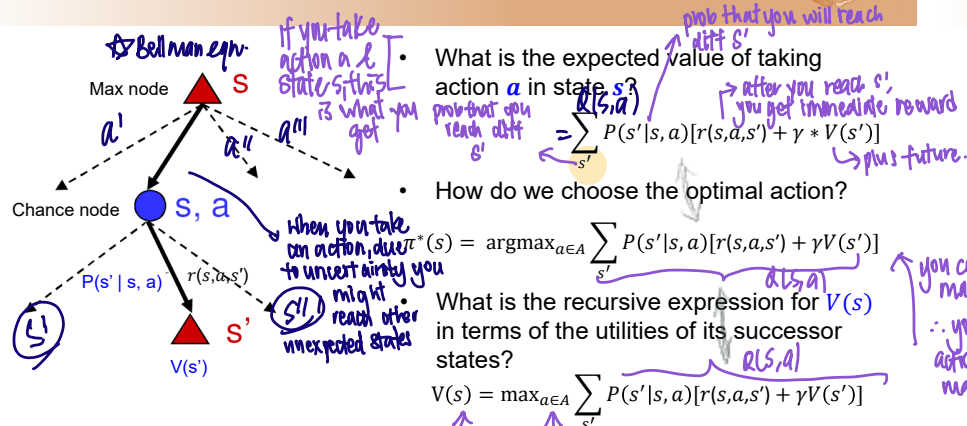 ☆ Bellman eqn.
Max node
S
a'
a''
a'''
Chance node
s, a
P(s' | s, a)
r(s,a,s')
s'
s''
s'
V(s')
if you take
action a @
state s, this
is what you
get
when you take
an action, due
to uncertainty you
might
reach other
unexpected states
prob that you will reach
diff s'
• What is the expected value of taking
action a in state s?
Q(s,a)
prob that you
reach diff
s'
→ after you reach s',
you get immediate reward
= ∑s' P(s'|s, a)[r(s,a,s') + γ * V(s')]
↳ plus future.
• How do we choose the optimal action?
π*(s) = argmaxa∈A ∑s' P(s'|s, a)[r(s,a,s') + γV(s')]
Q(s,a)
• What is the recursive expression for V(s)
in terms of the utilities of its successor
states?
Q(s,a)
V(s) = maxa∈A ∑s' P(s'|s, a)[r(s,a,s') + γV(s')]
you
∴